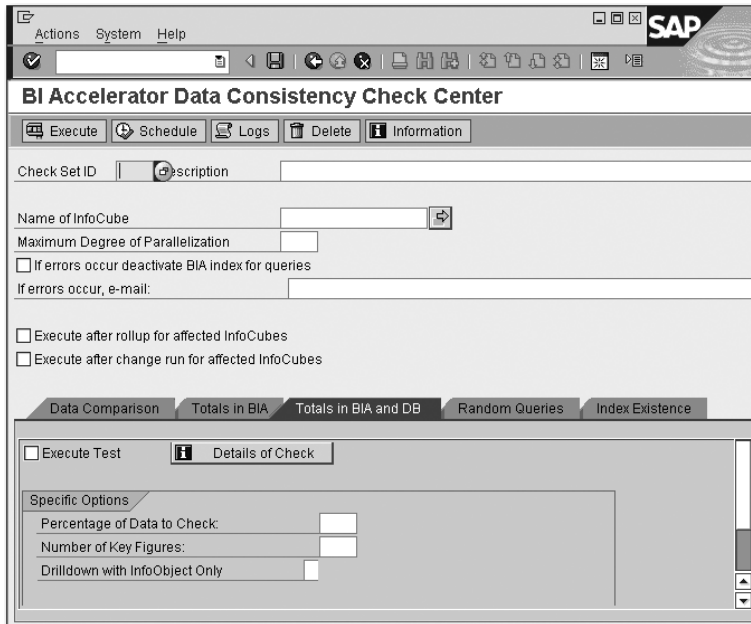 SAP
Actions System Help
BI Accelerator Data Consistency Check Center
Execute Schedule Logs Delete Information
Check Set ID escription
Name of InfoCube
Maximum Degree of Parallelization
If errors occur deactivate BIA index for queries
If errors occur, e-mail:
Execute after rollup for affected InfoCubes
Execute after change run for affected InfoCubes
Data Comparison Totals in BIA Totals in BIA and DB Random Queries Index Existence
Execute Test Details of Check
Specific Options
Percentage of Data to Check:
Number of Key Figures:
Drilldown with InfoObject Only